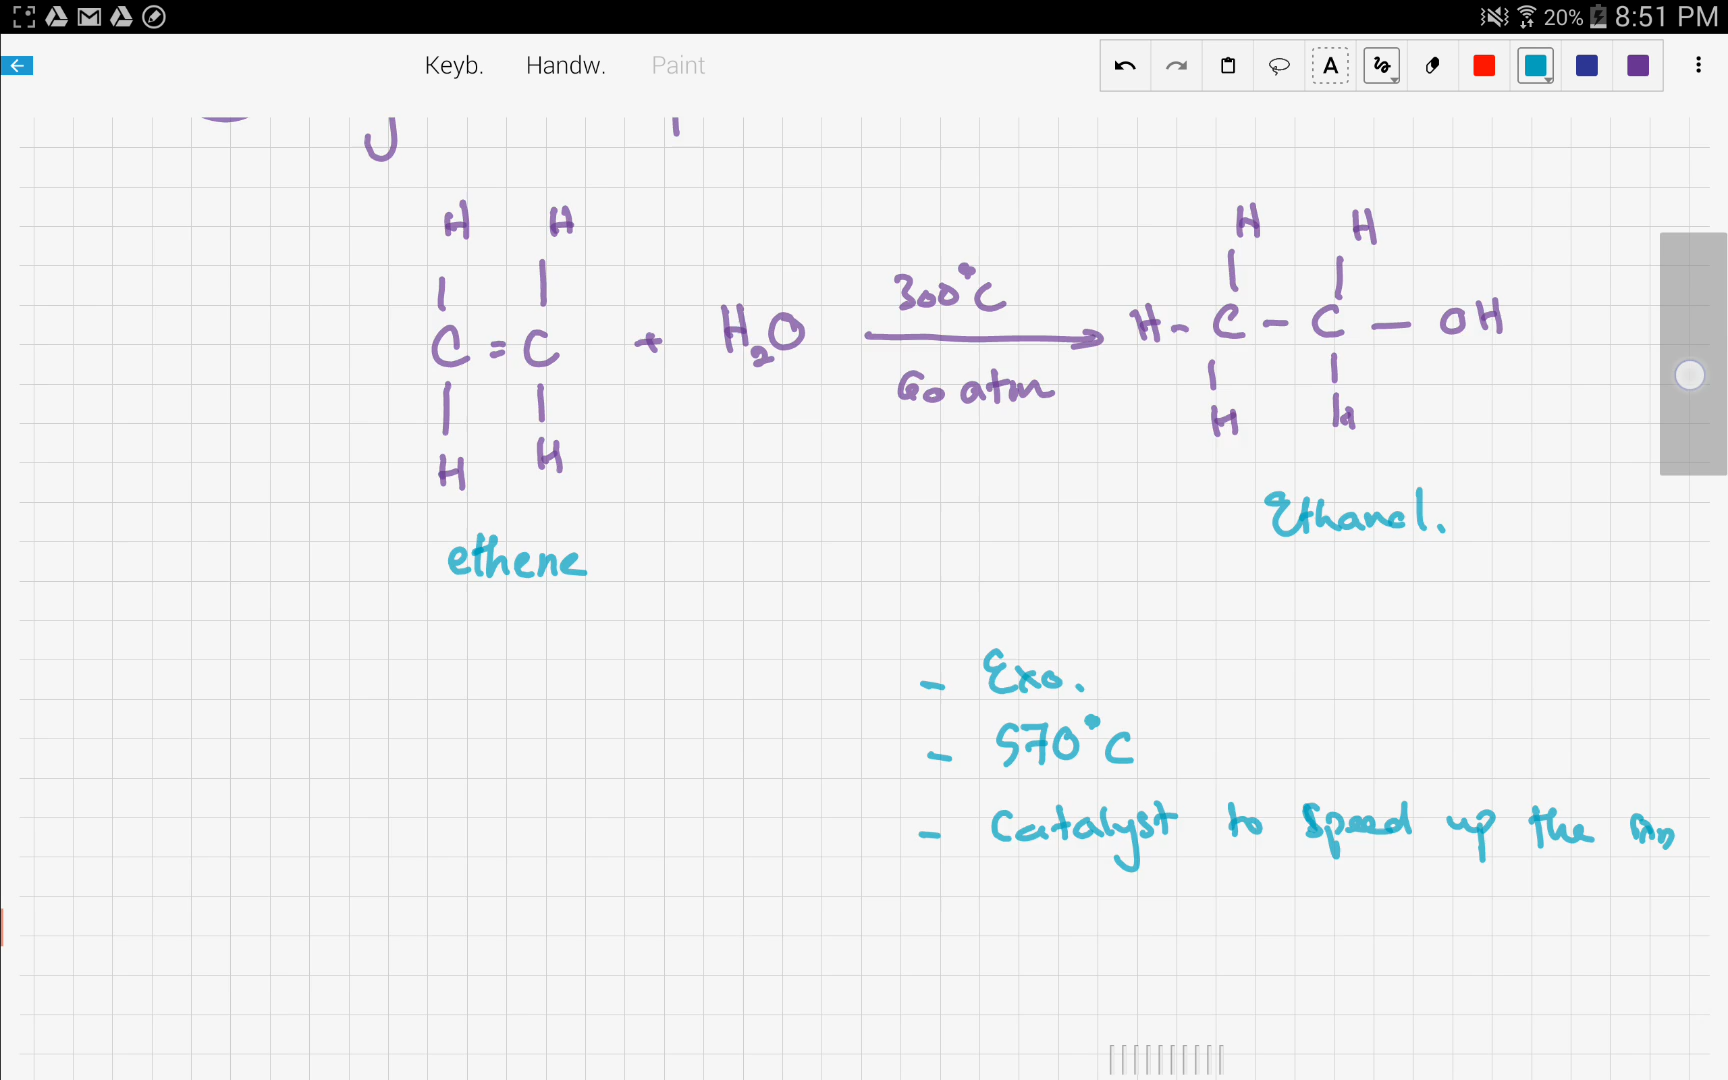 20% 8:51 PM
Keyb. Handw. Paint A
H H H H
300°C
C = C + H2O H - C - C - OH
60 atm
H H H H
Ethanol.
ethene
- Exo.
- 570°C
- Catalyst to speed up the rxn